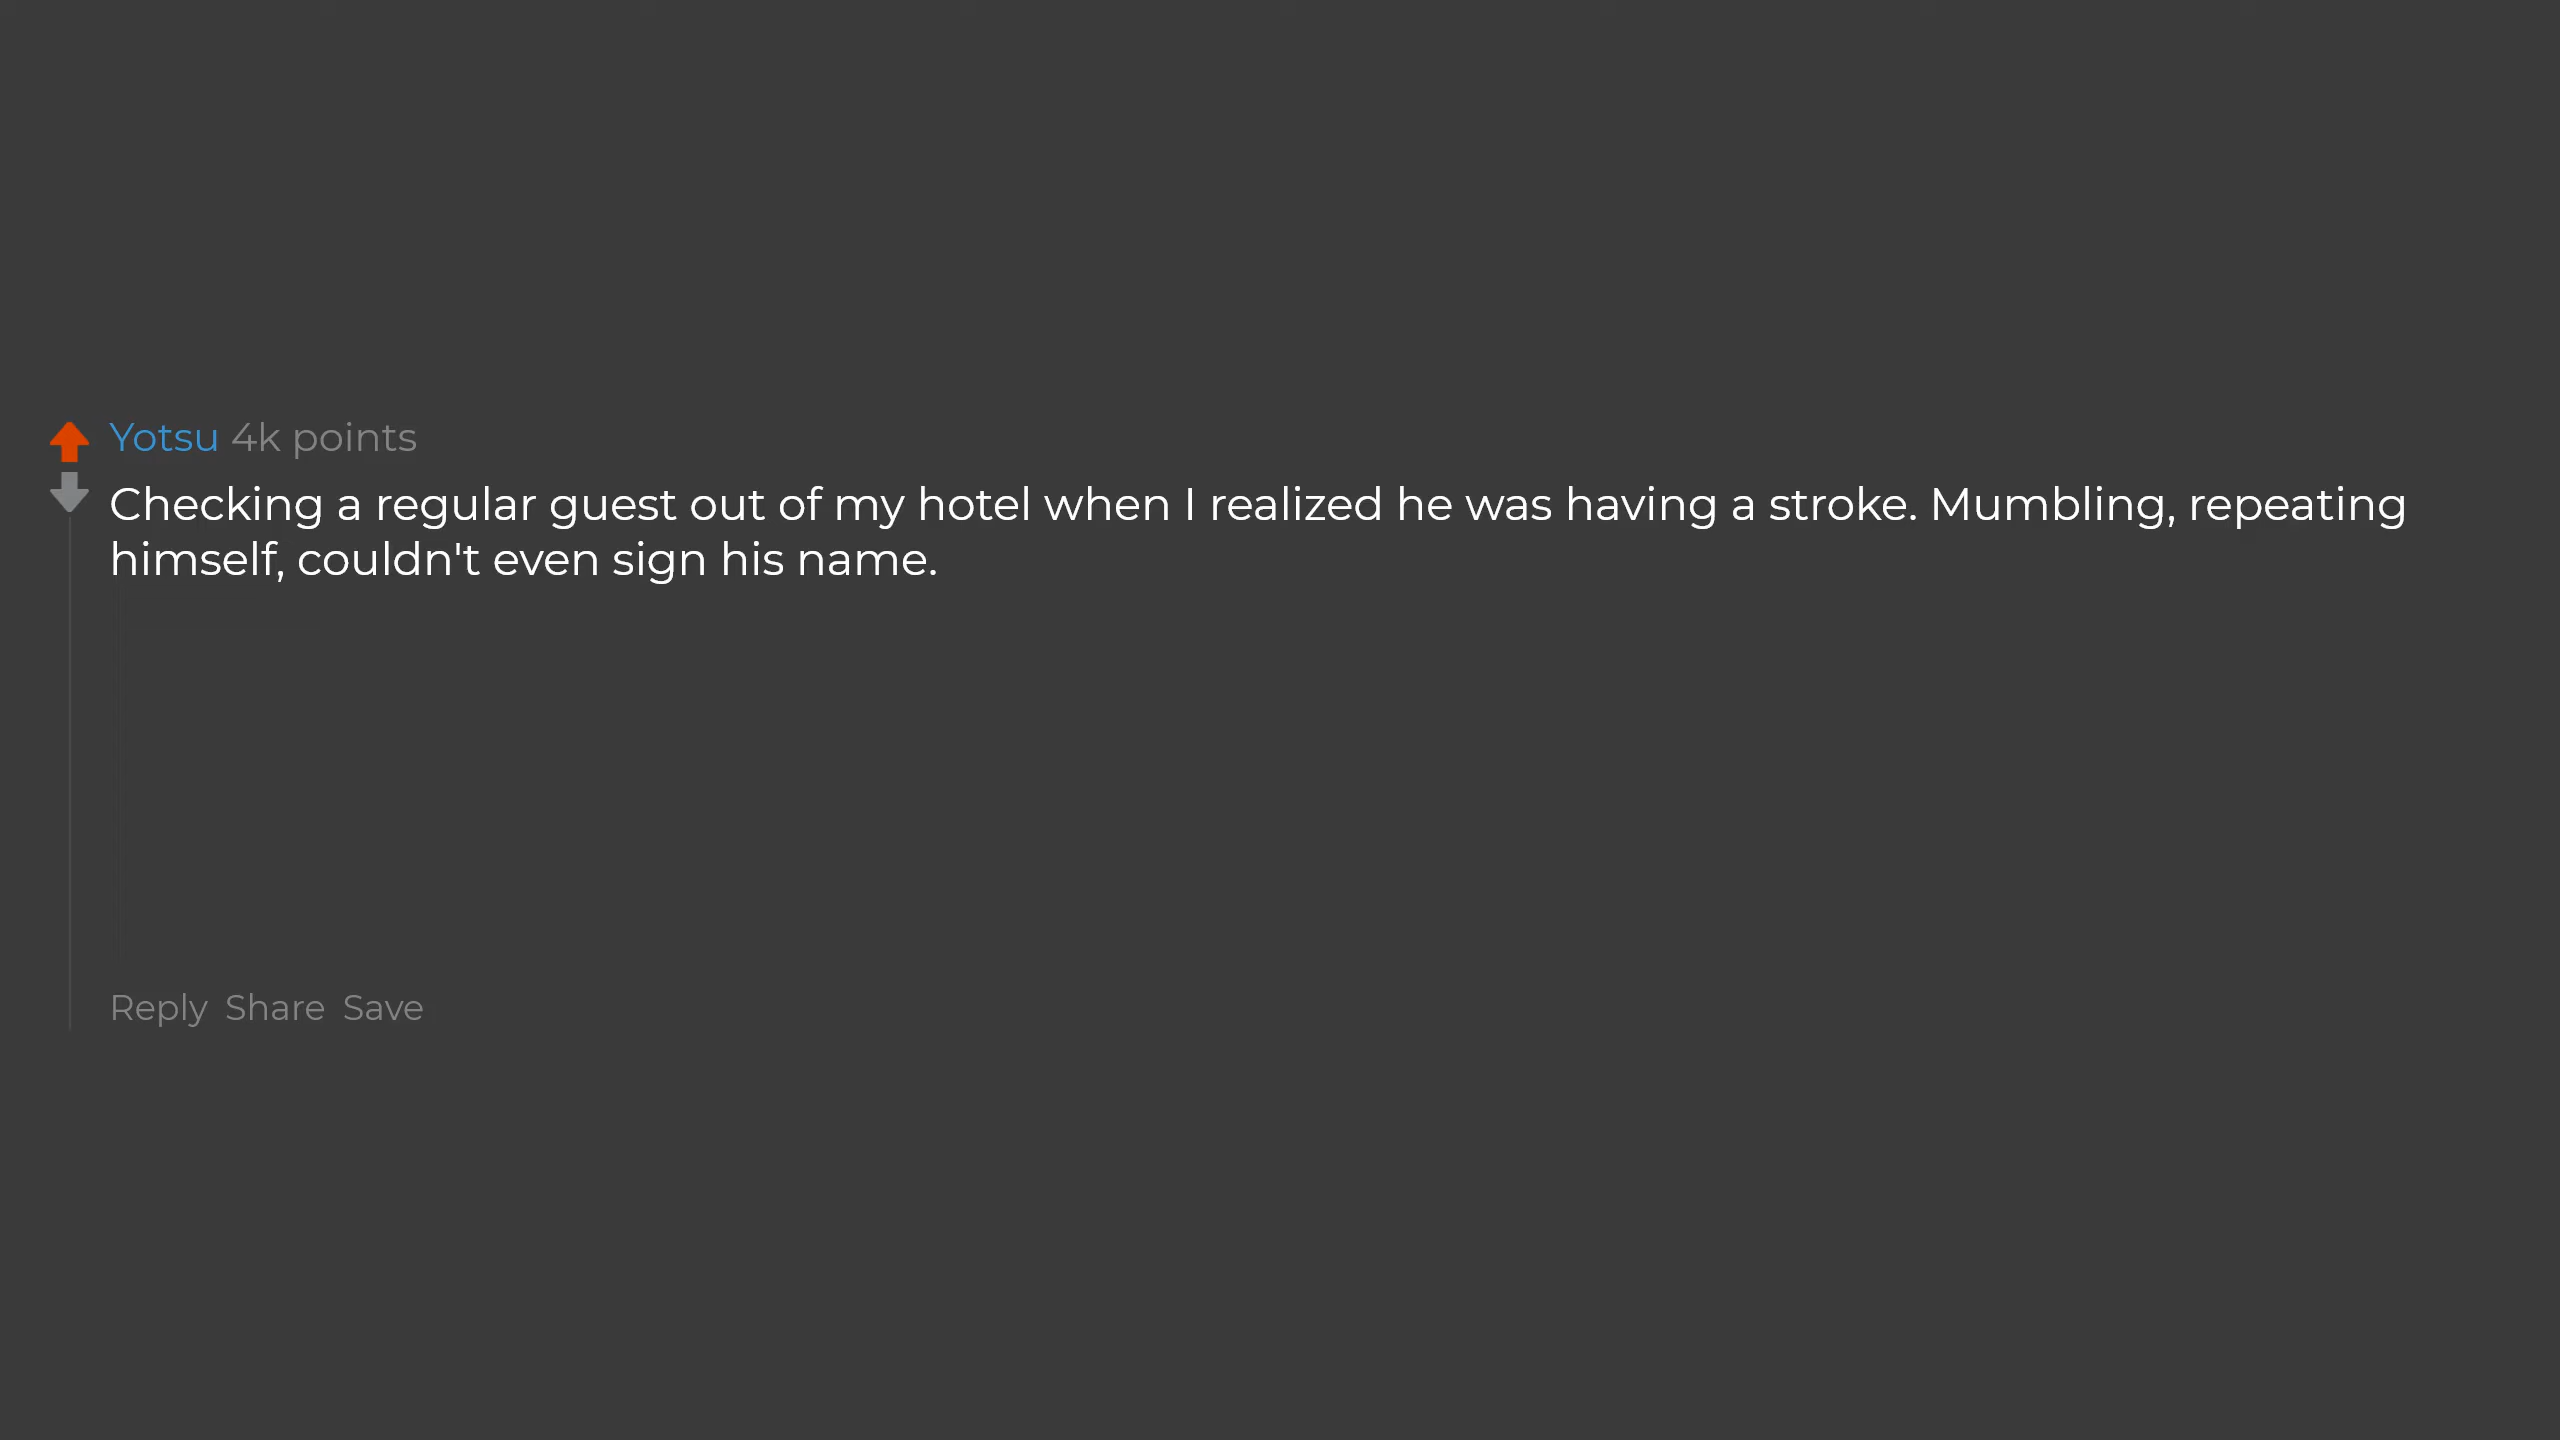 Yotsu 4k points
Checking a regular guest out of my hotel when I realized he was having a stroke. Mumbling, repeating
himself, couldn't even sign his name.
Reply Share Save